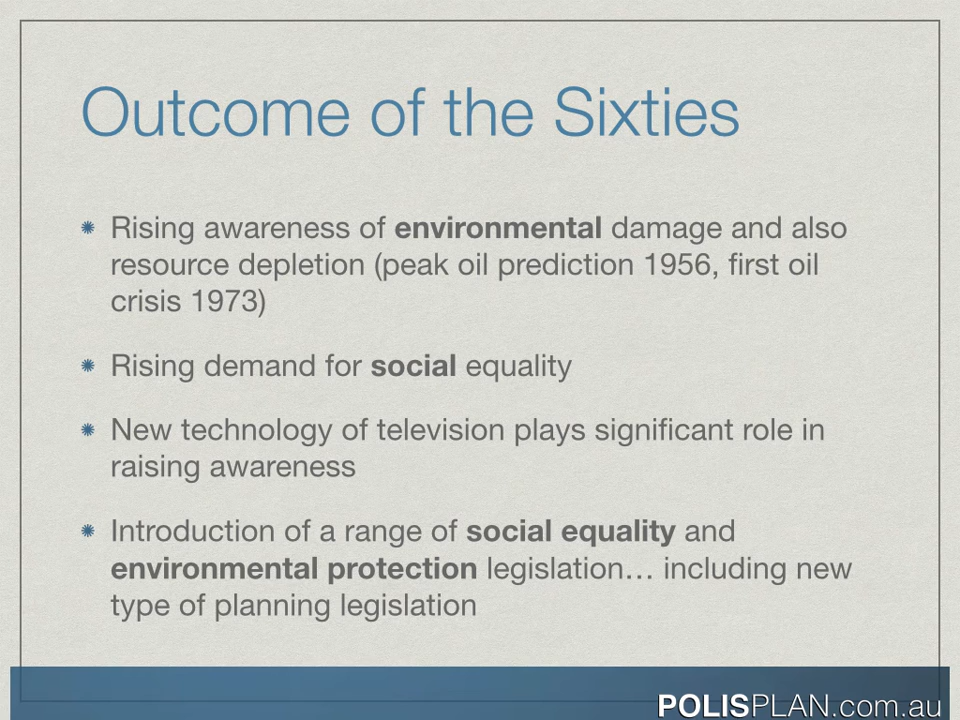 Outcome of the Sixties
Rising awareness of environmental damage and also
resource depletion (peak oil prediction 1956, first oil
crisis 1973)
Rising demand for social equality
New technology of television plays significant role in
raising awareness
Introduction of a range of social equality and
environmental protection legislation… including new
type of planning legislation
POLISPLAN.com.au